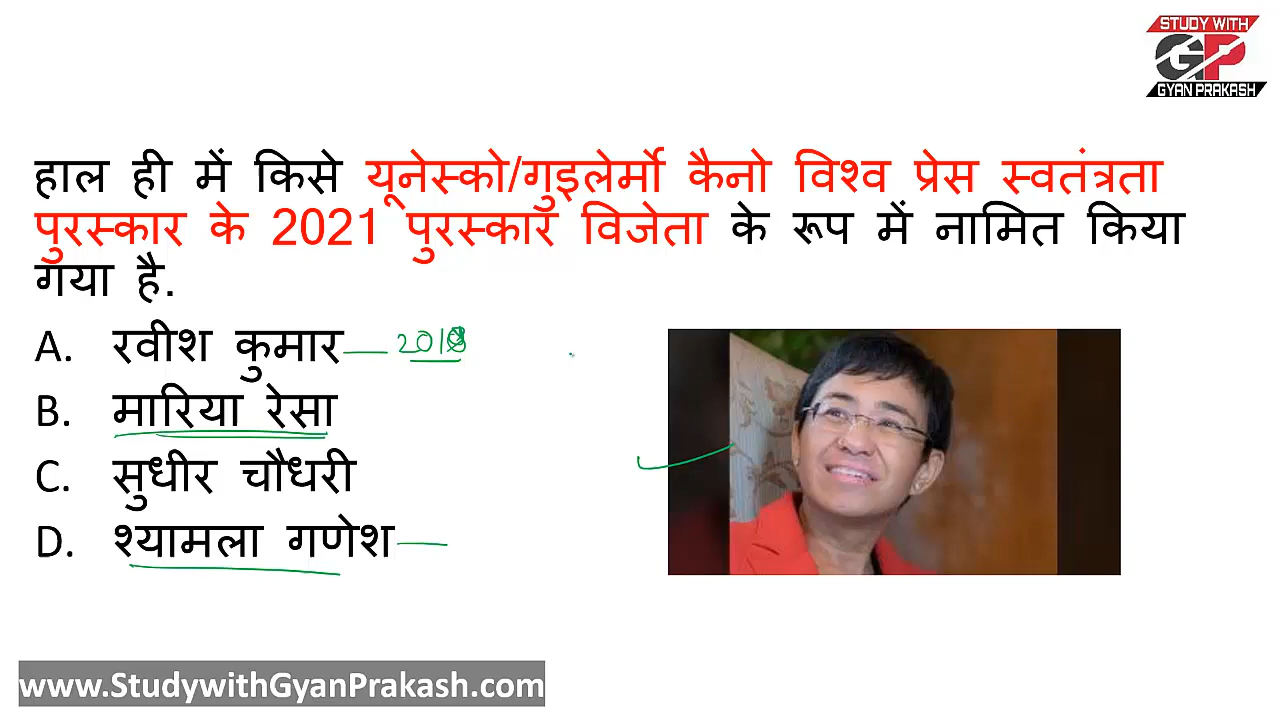 STUDY WITH
GP
GYAN PRAKASH
हाल ही में किसे यूनेस्को/गुइलेर्मो कैनो विश्व प्रेस स्वतंत्रता
पुरस्कार के 2021 पुरस्कार विजेता के रूप में नामित किया
गया है.
A. रवीश कुमार
B. मारिया रेसा
C. सुधीर चौधरी
D. श्यामला गणेश
www.StudywithGyanPrakash.com